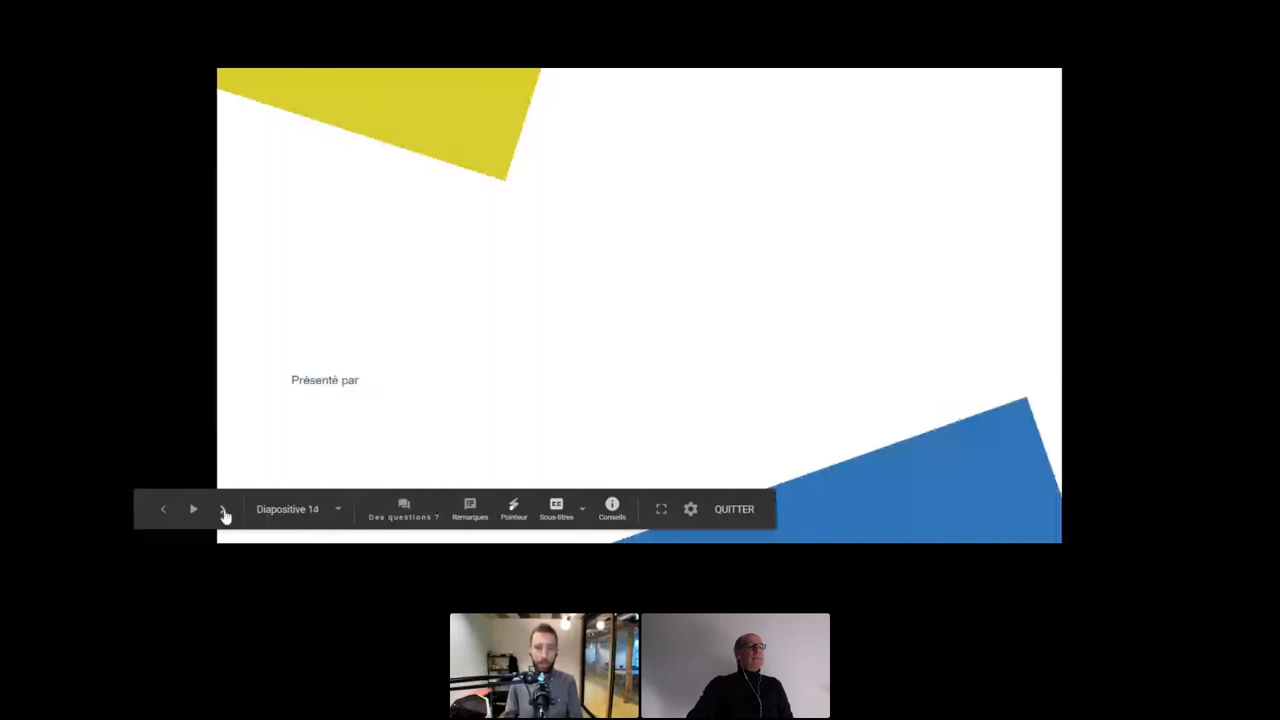 Présenté par
Diapositive 14
Des questions ?
Remarques
Pointeur
Sous-titres
Conseils
QUITTER